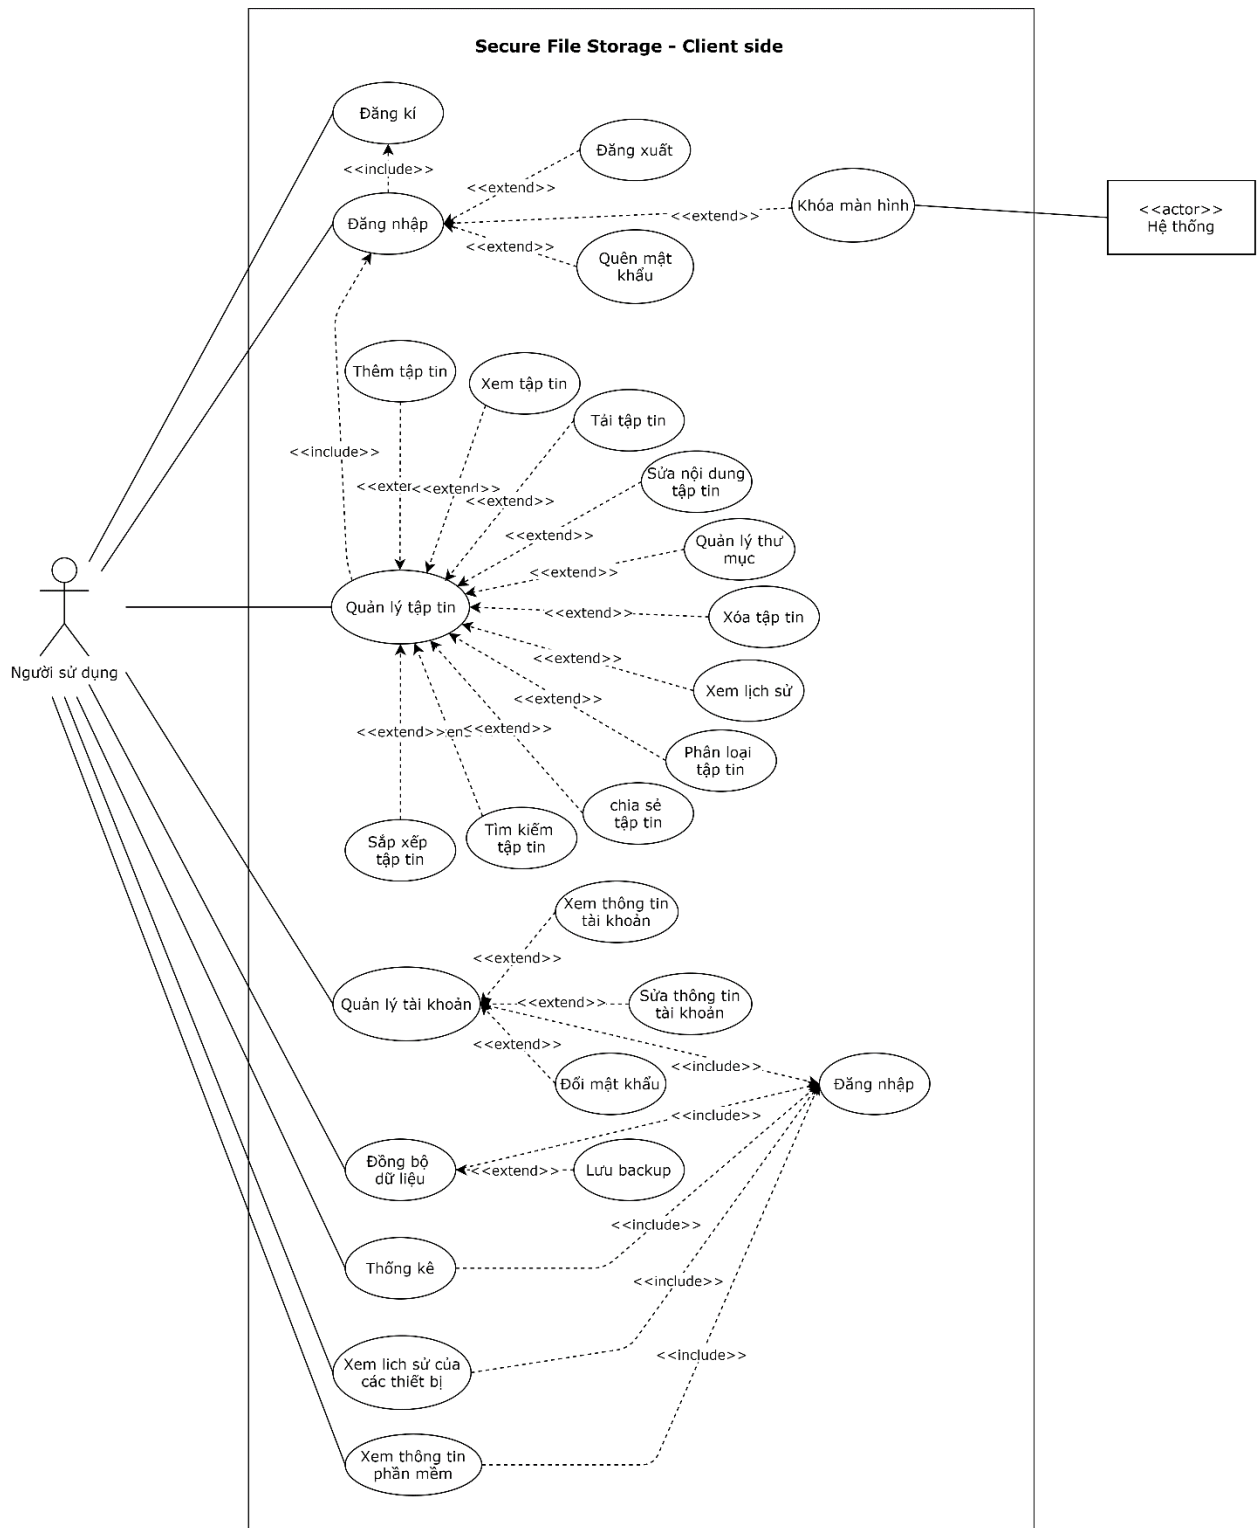 Secure File Storage - Client side
Đăng kí
<<include>>
Đăng xuất
<<extend>>
Đăng nhập
<<extend>>
Khóa màn hình
<<actor>>
Hệ thống
<<extend>>
Quên mật
khẩu
Thêm tập tin
Xem tập tin
Tải tập tin
<<include>>
Sửa nội dung
tập tin
<<extend>>
<<extend>>
<<extend>>
Quản lý thư
mục
<<extend>>
Quản lý tập tin
<<extend>>
Xóa tập tin
Người sử dụng
<<extend>>
Xem lịch sử
<<extend>>
Phân loại
tập tin
<<extend>>
<<extend>>
chia sẻ
tập tin
Sắp xếp
tập tin
Tìm kiếm
tập tin
Xem thông tin
tài khoản
<<extend>>
Quản lý tài khoản
<<extend>>
Sửa thông tin
tài khoản
<<extend>>
<<include>>
Đổi mật khẩu
Đăng nhập
<<include>>
Đồng bộ
dữ liệu
<<extend>>
Lưu backup
<<include>>
Thống kê
<<include>>
Xem lich sử của
các thiết bị
<<include>>
Xem thông tin
phần mềm